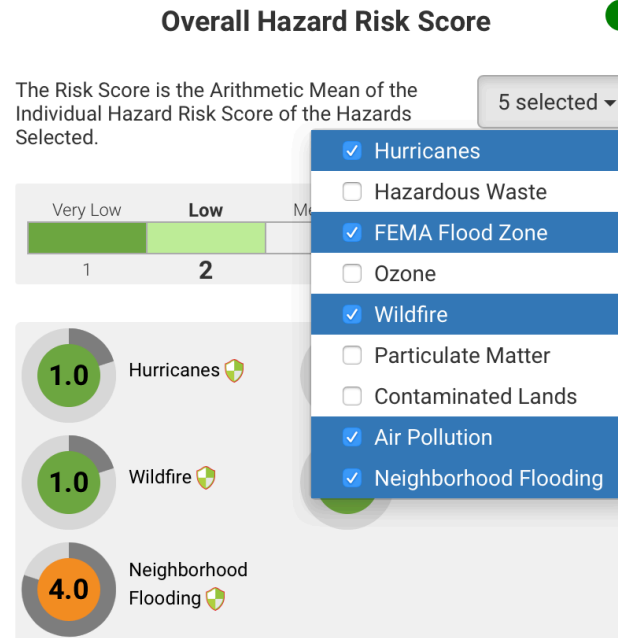 Overall Hazard Risk Score
The Risk Score is the Arithmetic Mean of the
Individual Hazard Risk Score of the Hazards
Selected.
5 selected
Hurricanes
Hazardous Waste
FEMA Flood Zone
Ozone
Wildfire
Particulate Matter
Contaminated Lands
Air Pollution
Neighborhood Flooding
Very Low Low
1 2
1.0 Hurricanes
1.0 Wildfire
4.0 Neighborhood
Flooding